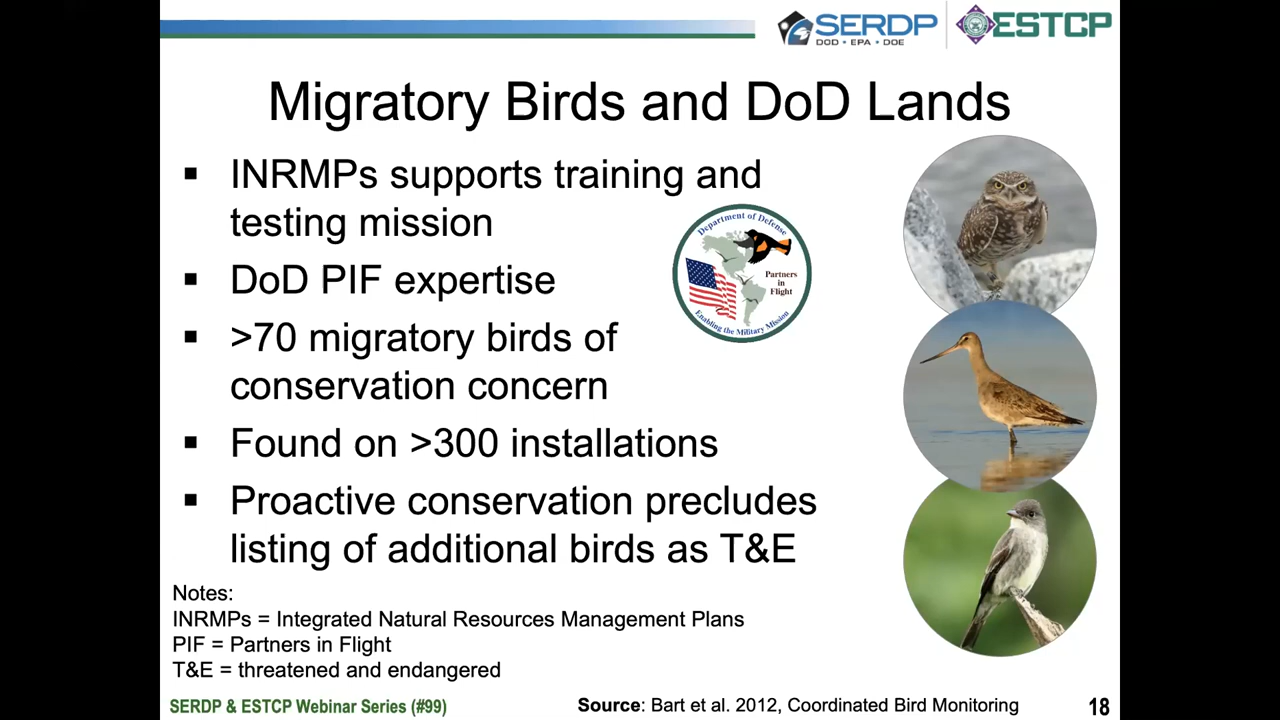 SERDP
DOD • EPA • DOE
ESTCP
Migratory Birds and DoD Lands
▪ INRMPs supports training and
testing mission
▪ DoD PIF expertise
▪ >70 migratory birds of
conservation concern
▪ Found on >300 installations
▪ Proactive conservation precludes
listing of additional birds as T&E
Department of Defense
Partners
in
Flight
Enabling the Military Mission
Notes:
INRMPs = Integrated Natural Resources Management Plans
PIF = Partners in Flight
T&E = threatened and endangered
SERDP & ESTCP Webinar Series (#99)
Source: Bart et al. 2012, Coordinated Bird Monitoring
18